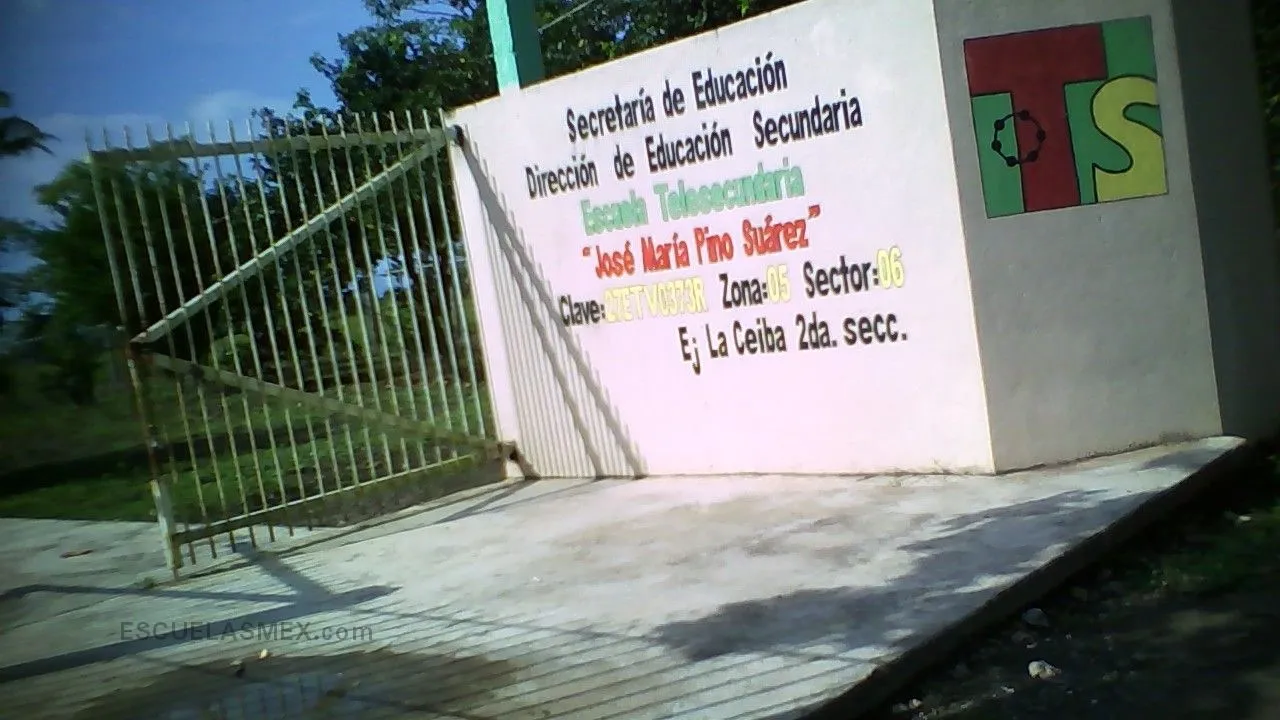 Secretaría de Educación
Dirección de Educación Secundaria
Escuela Telesecundaria
"José María Pino Suárez"
Clave:27ETV0373R Zona:05 Sector:06
Ej La Ceiba 2da. secc.
TS
ESCUELASMEX.com